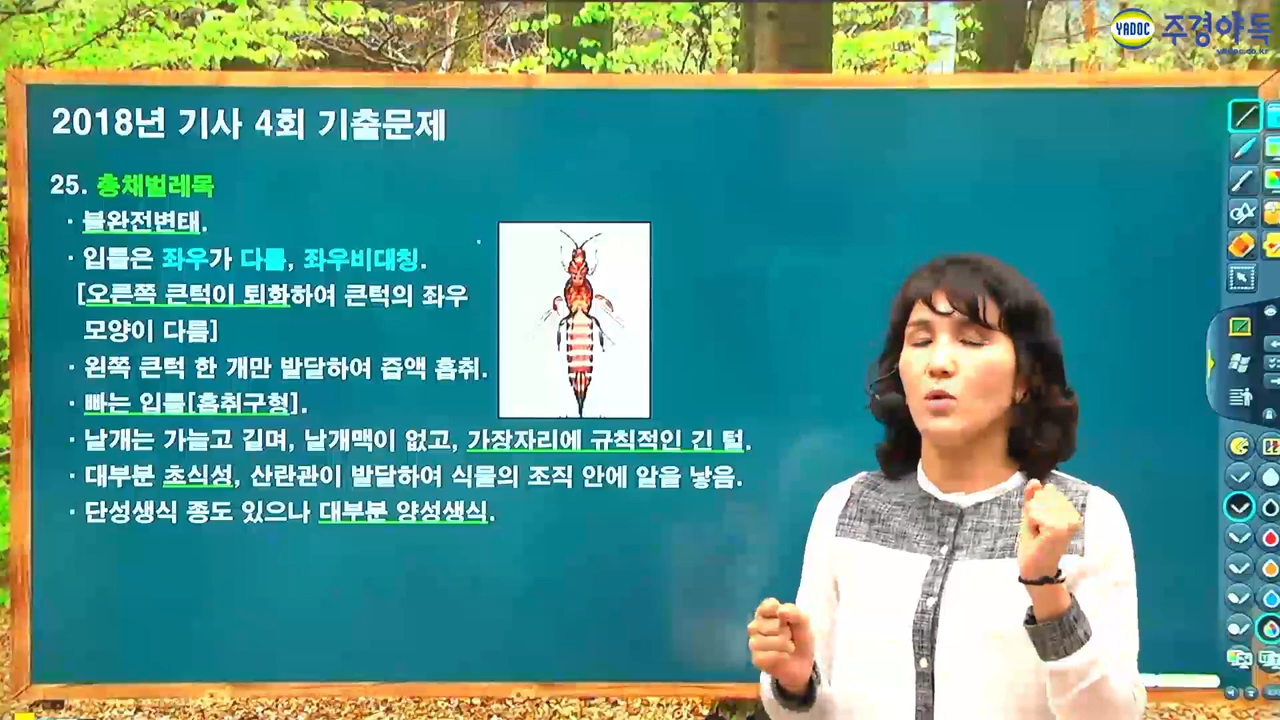 YADOC 주경야독
yadoc.co.kr
2018년 기사 4회 기출문제
25. 총채벌레목
· 불완전변태.
· 입틀은 좌우가 다름, 좌우비대칭.
[오른쪽 큰턱이 퇴화하여 큰턱의 좌우
모양이 다름]
· 왼쪽 큰턱 한 개만 발달하여 즙액 흡취.
· 빠는 입틀[흡취구형].
· 날개는 가늘고 길며, 날개맥이 없고, 가장자리에 규칙적인 긴 털.
· 대부분 초식성, 산란관이 발달하여 식물의 조직 안에 알을 낳음.
· 단성생식 종도 있으나 대부분 양성생식.